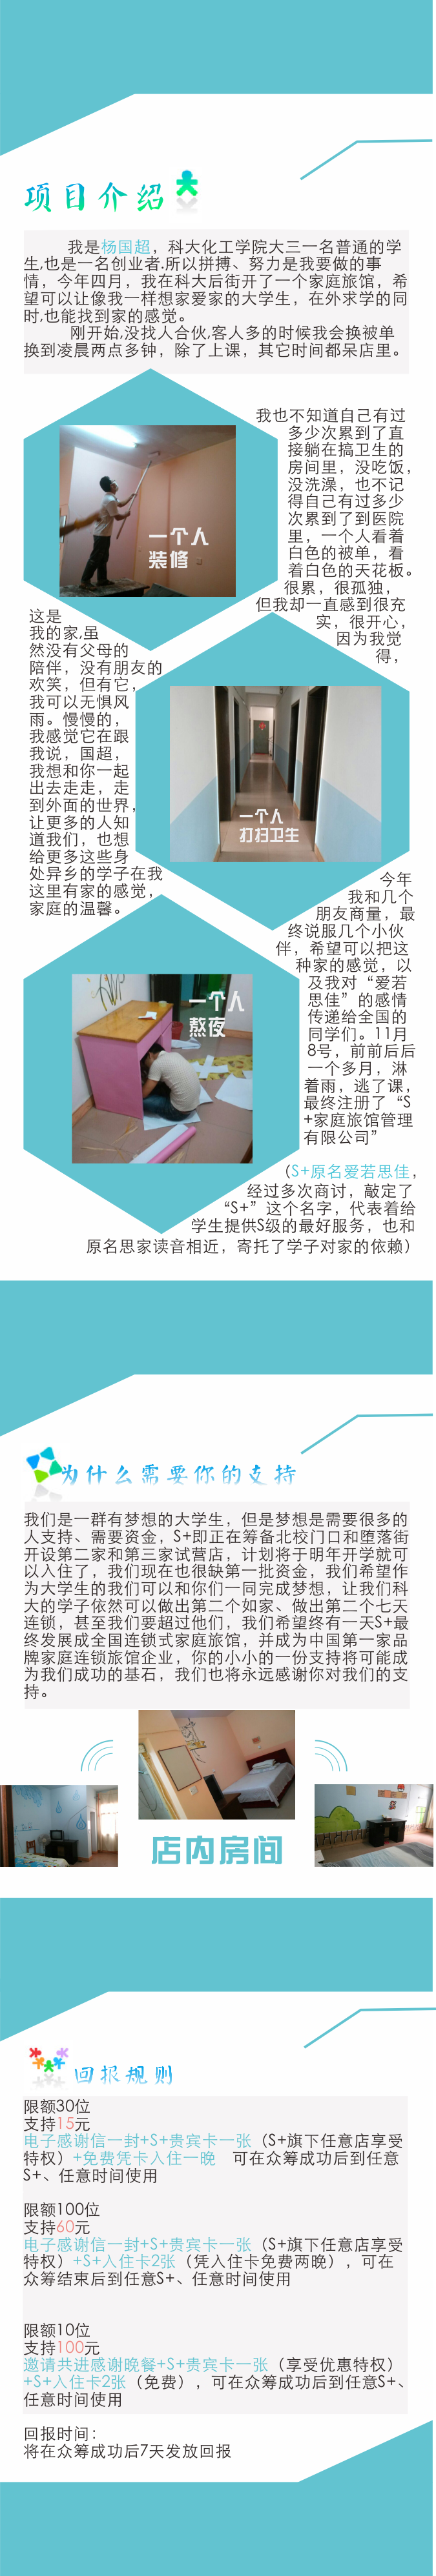 项目介绍
我是杨国超，科大化工学院大三一名普通的学
生,也是一名创业者.所以拼搏、努力是我要做的事
情，今年四月，我在科大后街开了一个家庭旅馆，希
望可以让像我一样想家爱家的大学生，在外求学的同
时,也能找到家的感觉。
刚开始,没找人合伙,客人多的时候我会换被单
换到凌晨两点多钟，除了上课，其它时间都呆店里。
我也不知道自己有过
多少次累到了直
接躺在搞卫生的
房间里，没吃饭，
没洗澡，也不记
得自己有过多少
次累到了到医院
里，一个人看着
白色的被单，看
着白色的天花板。
很累，很孤独，
但我却一直感到很充
实，很开心，
因为我觉
得，
一个人
装修
这是
我的家,虽
然没有父母的
陪伴，没有朋友的
欢笑，但有它，
我可以无惧风
雨。慢慢的，
我感觉它在跟
我说，国超，
我想和你一起
出去走走，走
到外面的世界，
让更多的人知
道我们，也想
给更多这些身
处异乡的学子在我
这里有家的感觉，
家庭的温馨。
一个人
打扫卫生
今年
我和几个
朋友商量，最
终说服几个小伙
伴，希望可以把这
种家的感觉，以
及我对“爱若
思佳”的感情
传递给全国的
同学们。11月
8号，前前后后
一个多月，淋
着雨，逃了课，
最终注册了“S
+家庭旅馆管理
有限公司”
一个人
熬夜
（S+原名爱若思佳，
经过多次商讨，敲定了
“S+”这个名字，代表着给
学生提供S级的最好服务，也和
原名思家读音相近，寄托了学子对家的依赖）
为什么需要你的支持
我们是一群有梦想的大学生，但是梦想是需要很多的
人支持、需要资金，S+即正在筹备北校门口和堕落街
开设第二家和第三家试营店，计划将于明年开学就可
以入住了，我们现在也很缺第一批资金，我们希望作
为大学生的我们可以和你们一同完成梦想，让我们科
大的学子依然可以做出第二个如家、做出第二个七天
连锁，甚至我们要超过他们，我们希望终有一天S+最
终发展成全国连锁式家庭旅馆，并成为中国第一家品
牌家庭连锁旅馆企业，你的小小的一份支持将可能成
为我们成功的基石，我们也将永远感谢你对我们的支
持。
店内房间
回报规则
限额30位
支持15元
电子感谢信一封+S+贵宾卡一张（S+旗下任意店享受
特权）+免费凭卡入住一晚 可在众筹成功后到任意
S+、任意时间使用
限额100位
支持60元
电子感谢信一封+S+贵宾卡一张（S+旗下任意店享受
特权）+S+入住卡2张（凭入住卡免费两晚），可在
众筹结束后到任意S+、任意时间使用
限额10位
支持100元
邀请共进感谢晚餐+S+贵宾卡一张（享受优惠特权）
+S+入住卡2张（免费），可在众筹成功后到任意S+、
任意时间使用
回报时间：
将在众筹成功后7天发放回报